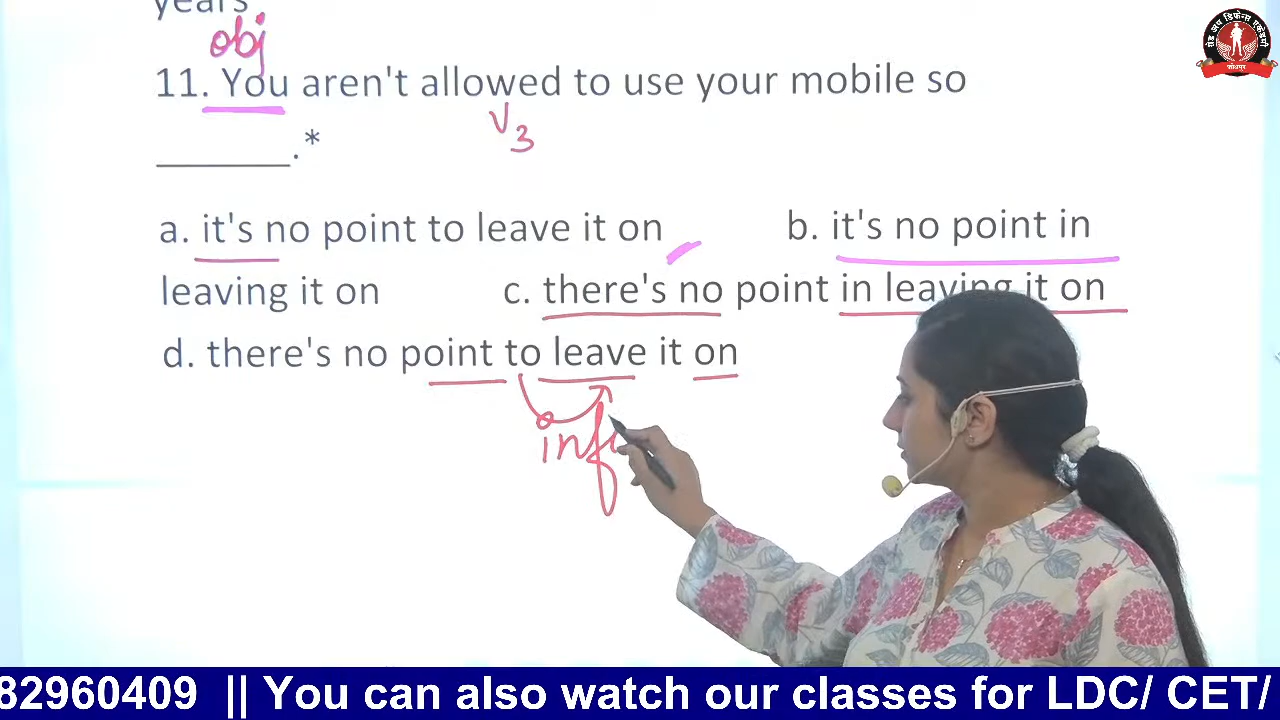 years
obj
11. You aren't allowed to use your mobile so
V3
_______.*
a. it's no point to leave it on b. it's no point in
leaving it on c. there's no point in leaving it on
d. there's no point to leave it on
inf
जोधपुर
82960409 || You can also watch our classes for LDC/ CET/